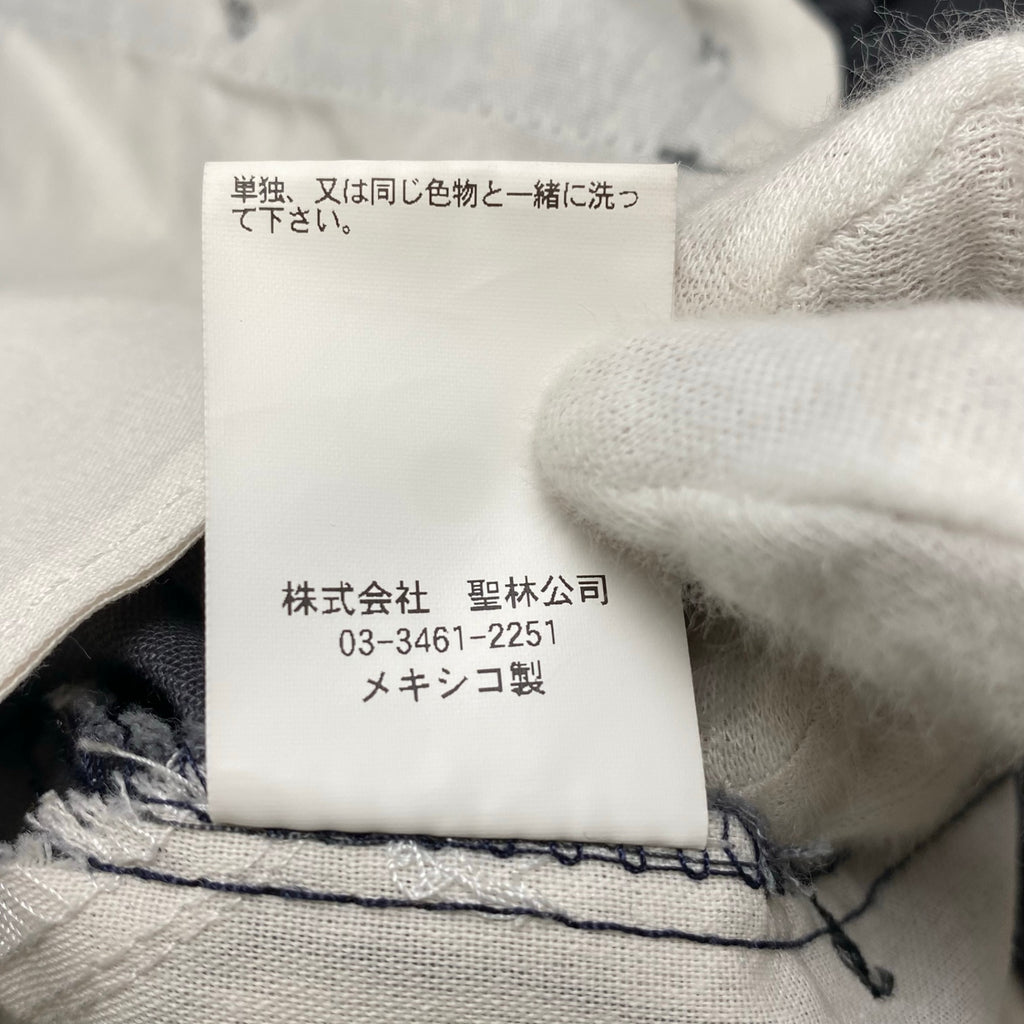 単独、又は同じ色物と一緒に洗っ
て下さい。
株式会社　聖林公司
03-3461-2251
メキシコ製